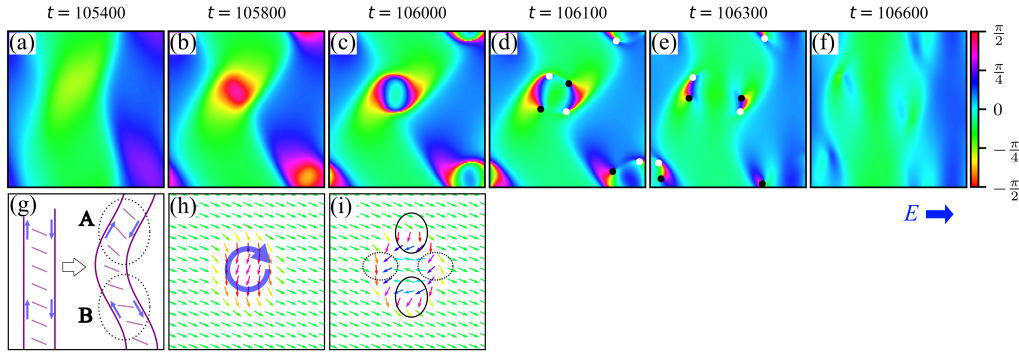 t = 105400 t = 105800 t = 106000 t = 106100 t = 106300 t = 106600
(a) (b) (c) (d) (e) (f)
π/2
π/4
0
−π/4
−π/2
E
(g) (h) (i)
A
B